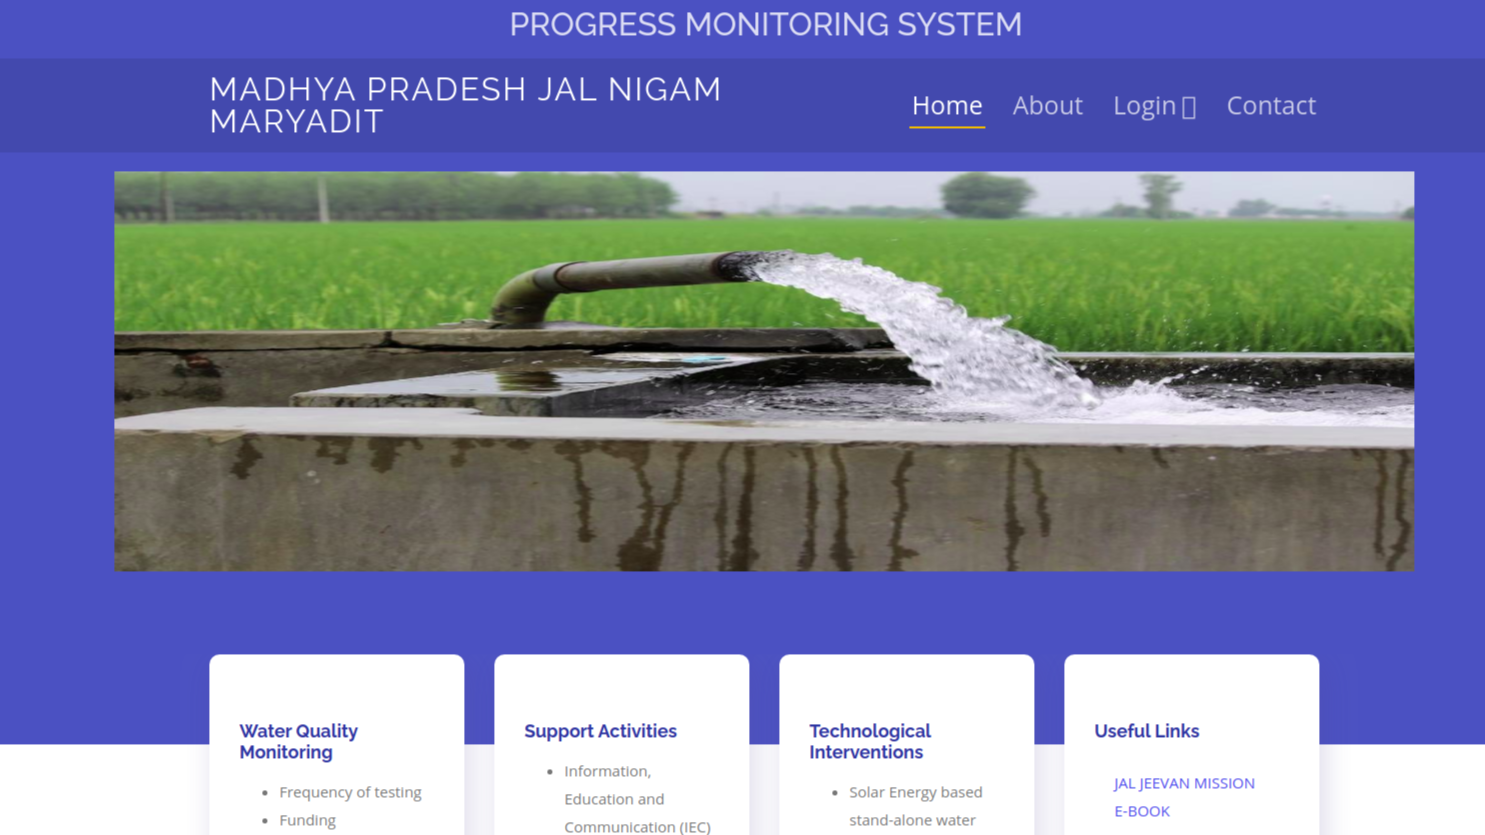 PROGRESS MONITORING SYSTEM
MADHYA PRADESH JAL NIGAM
MARYADIT
Home About Login Contact
Water Quality
Monitoring
Frequency of testing
Funding
Support Activities
Information,
Education and
Communication (IEC)
Technological
Interventions
Solar Energy based
stand-alone water
Useful Links
JAL JEEVAN MISSION
E-BOOK